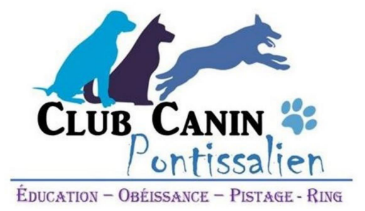 CLUB CANIN
Pontissalien
ÉDUCATION – OBÉISSANCE – PISTAGE - RING